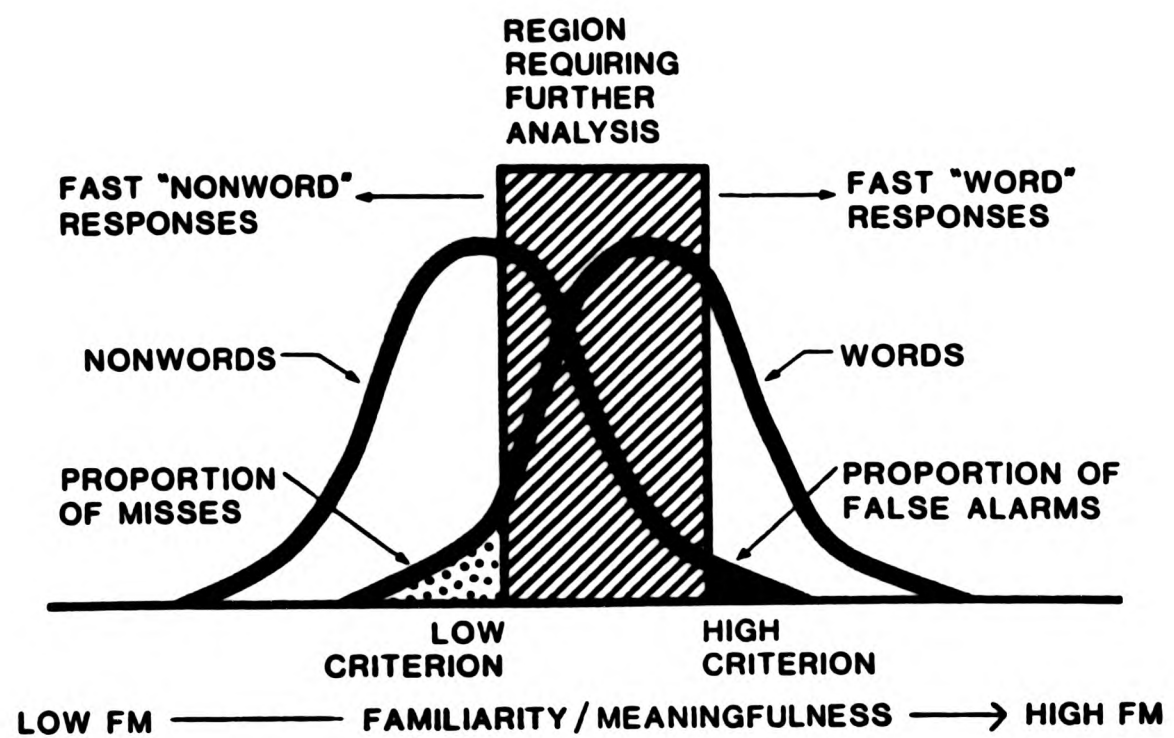 REGION
REQUIRING
FURTHER
ANALYSIS
FAST "NONWORD"
RESPONSES
FAST "WORD"
RESPONSES
NONWORDS
WORDS
PROPORTION
OF MISSES
PROPORTION OF
FALSE ALARMS
LOW
CRITERION
HIGH
CRITERION
LOW FM
FAMILIARITY/MEANINGFULNESS
HIGH FM